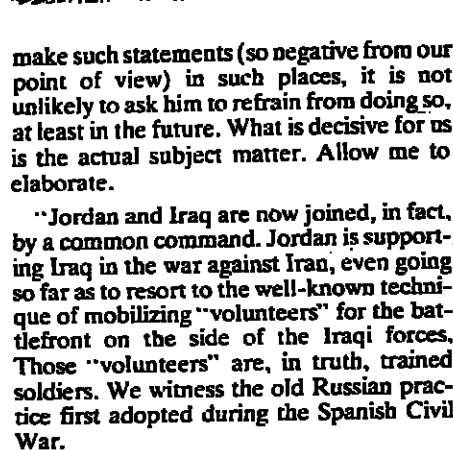 make such statements (so negative from our
point of view) in such places, it is not
unlikely to ask him to refrain from doing so,
at least in the future. What is decisive for us
is the actual subject matter. Allow me to
elaborate.
"Jordan and Iraq are now joined, in fact,
by a common command. Jordan is support-
ing Iraq in the war against Iran, even going
so far as to resort to the well-known techni-
que of mobilizing "volunteers" for the bat-
tlefront on the side of the Iraqi forces,
Those "volunteers" are, in truth, trained
soldiers. We witness the old Russian prac-
tice first adopted during the Spanish Civil
War.